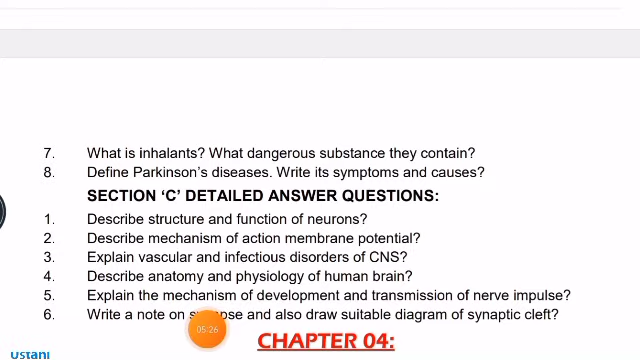 7. What is inhalants? What dangerous substance they contain?
8. Define Parkinson's diseases. Write its symptoms and causes?
SECTION ‘C’ DETAILED ANSWER QUESTIONS:
1. Describe structure and function of neurons?
2. Describe mechanism of action membrane potential?
3. Explain vascular and infectious disorders of CNS?
4. Describe anatomy and physiology of human brain?
5. Explain the mechanism of development and transmission of nerve impulse?
6. Write a note on and also draw suitable diagram of synaptic cleft?
05:26
CHAPTER 04: